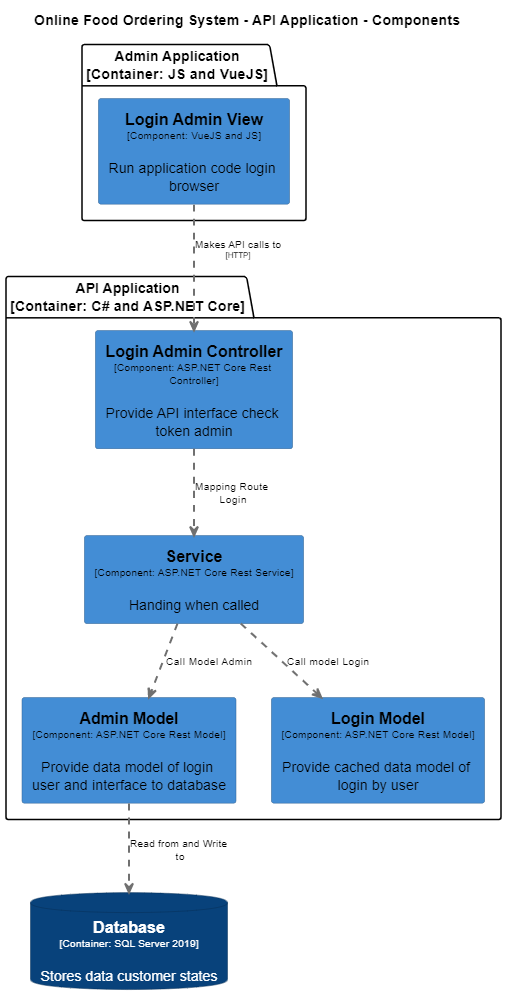 Online Food Ordering System - API Application - Components
Admin Application
[Container: JS and VueJS]
Login Admin View
[Component: VueJS and JS]
Run application code login
browser
Makes API calls to
[HTTP]
API Application
[Container: C# and ASP.NET Core]
Login Admin Controller
[Component: ASP.NET Core Rest
Controller]
Provide API interface check
token admin
Mapping Route
Login
Service
[Component: ASP.NET Core Rest Service]
Handing when called
Call Model Admin
Call model Login
Admin Model
[Component: ASP.NET Core Rest Model]
Provide data model of login
user and interface to database
Login Model
[Component: ASP.NET Core Rest Model]
Provide cached data model of
login by user
Read from and Write
to
Database
[Container: SQL Server 2019]
Stores data customer states